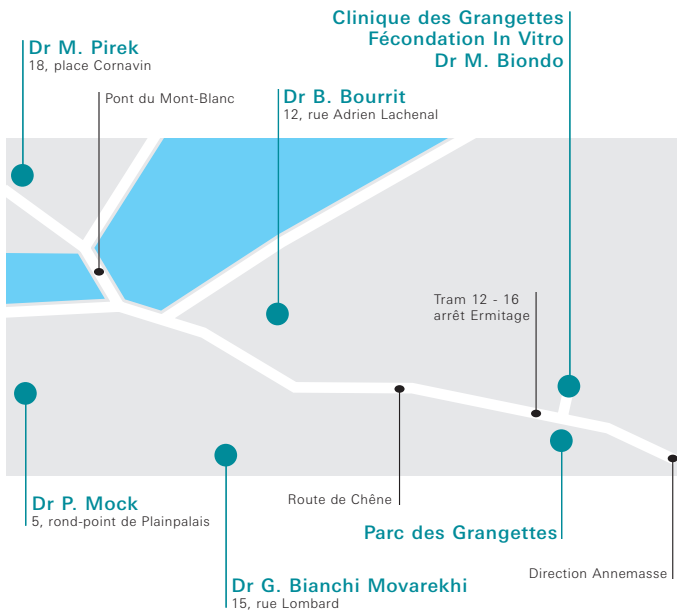 Clinique des Grangettes
Fécondation In Vitro
Dr M. Biondo
Dr M. Pirek
18, place Cornavin
Pont du Mont-Blanc
Dr B. Bourrit
12, rue Adrien Lachenal
Tram 12 - 16
arrêt Ermitage
Route de Chêne
Dr P. Mock
5, rond-point de Plainpalais
Parc des Grangettes
Direction Annemasse
Dr G. Bianchi Movarekhi
15, rue Lombard